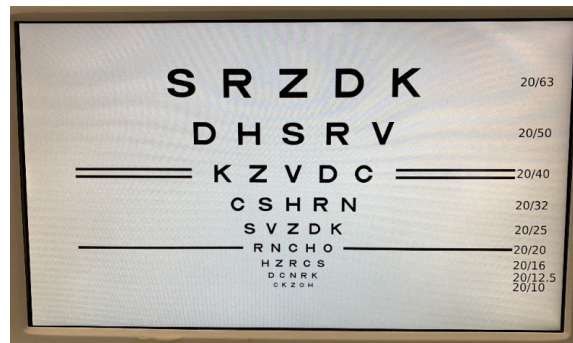 S R Z D K 20/63
D H S R V 20/50
K Z V D C 20/40
C S H R N 20/32
S V Z D K 20/25
R N C H O 20/20
H Z R C S 20/16
D C N R K 20/12.5
C K Z O H 20/10